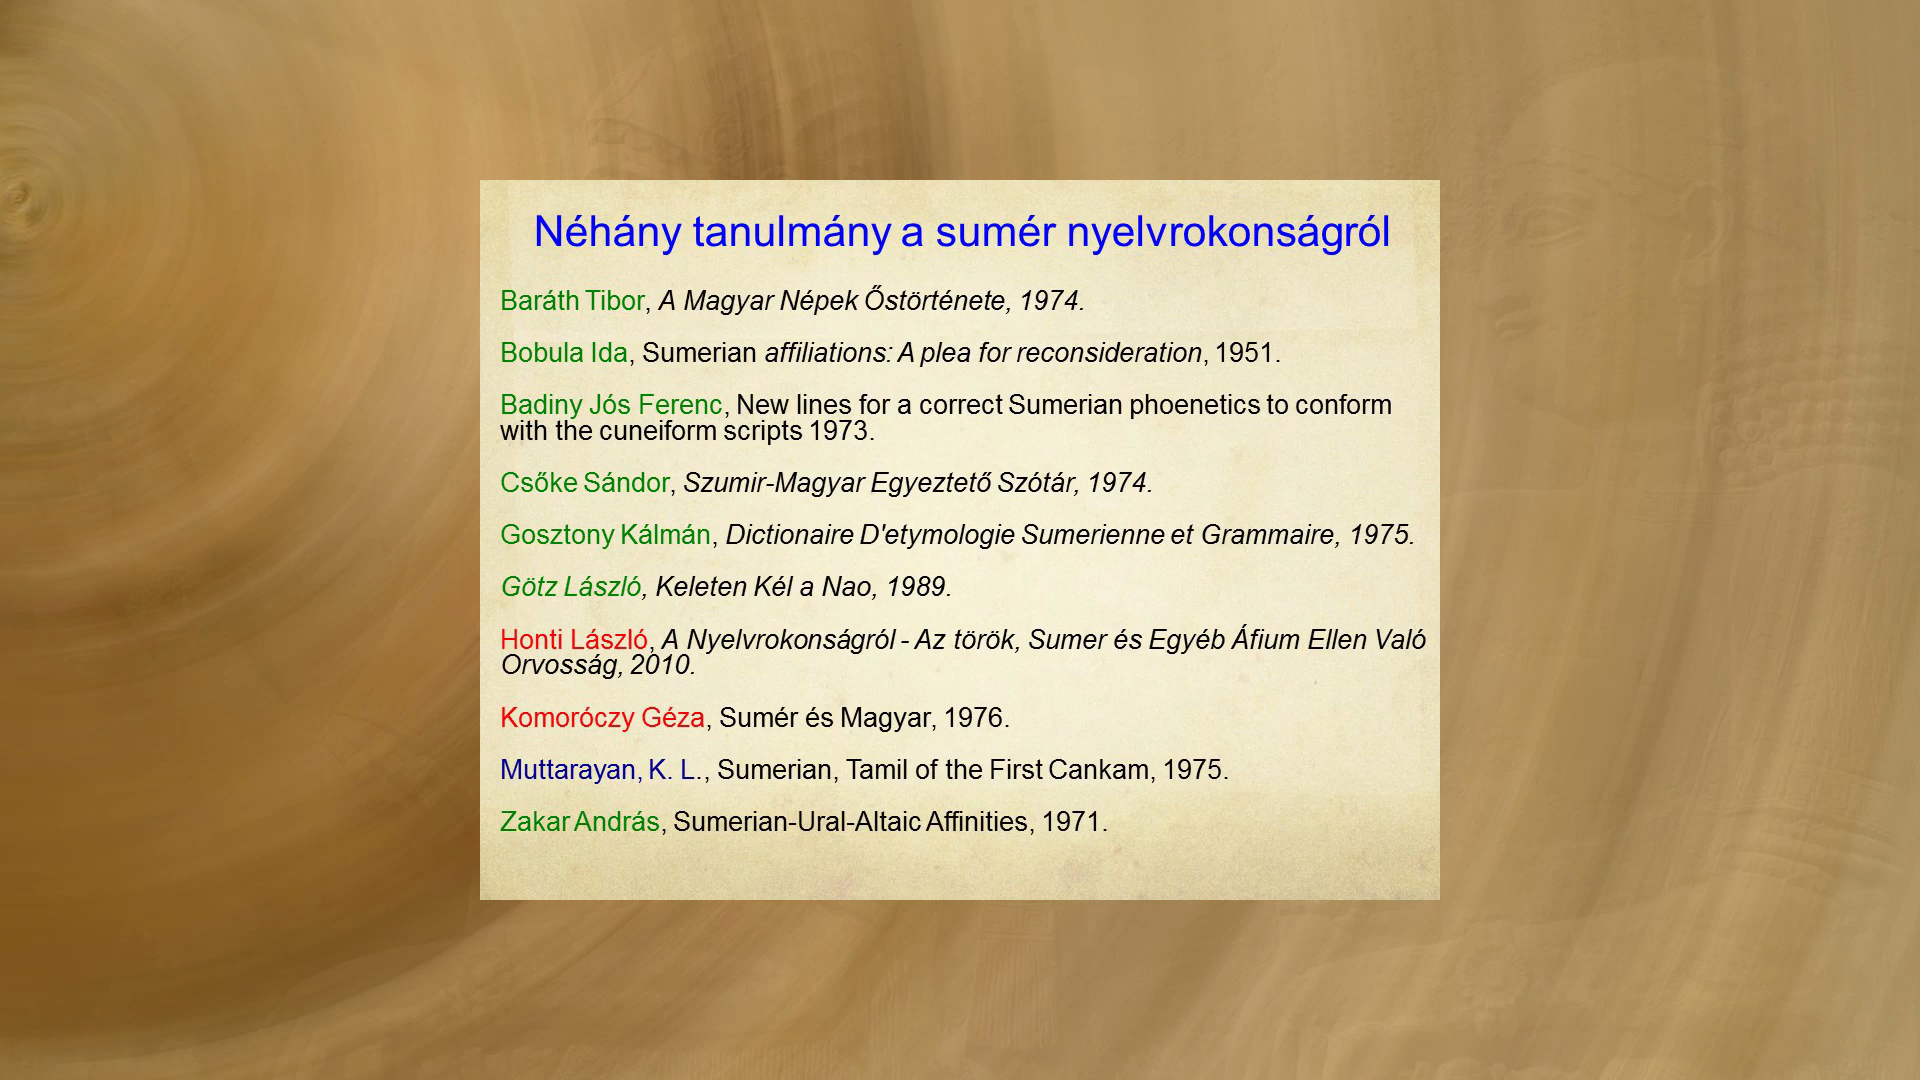 Néhány tanulmány a sumér nyelvrokonságról
Baráth Tibor, A Magyar Népek Őstörténete, 1974.
Bobula Ida, Sumerian affiliations: A plea for reconsideration, 1951.
Badiny Jós Ferenc, New lines for a correct Sumerian phoenetics to conform
with the cuneiform scripts 1973.
Csőke Sándor, Szumir-Magyar Egyeztető Szótár, 1974.
Gosztony Kálmán, Dictionaire D'etymologie Sumerienne et Grammaire, 1975.
Götz László, Keleten Kél a Nao, 1989.
Honti László, A Nyelvrokonságról - Az török, Sumer és Egyéb Áfium Ellen Való
Orvosság, 2010.
Komoróczy Géza, Sumér és Magyar, 1976.
Muttarayan, K. L., Sumerian, Tamil of the First Cankam, 1975.
Zakar András, Sumerian-Ural-Altaic Affinities, 1971.